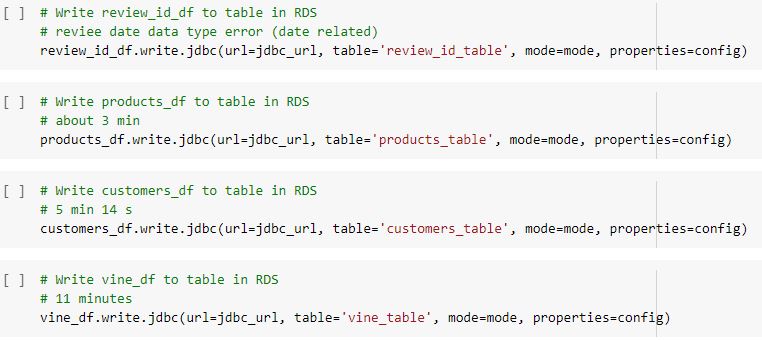 [ ] # Write review_id_df to table in RDS
# reviee date data type error (date related)
review_id_df.write.jdbc(url=jdbc_url, table='review_id_table', mode=mode, properties=config)
[ ] # Write products_df to table in RDS
# about 3 min
products_df.write.jdbc(url=jdbc_url, table='products_table', mode=mode, properties=config)
[ ] # Write customers_df to table in RDS
# 5 min 14 s
customers_df.write.jdbc(url=jdbc_url, table='customers_table', mode=mode, properties=config)
[ ] # Write vine_df to table in RDS
# 11 minutes
vine_df.write.jdbc(url=jdbc_url, table='vine_table', mode=mode, properties=config)